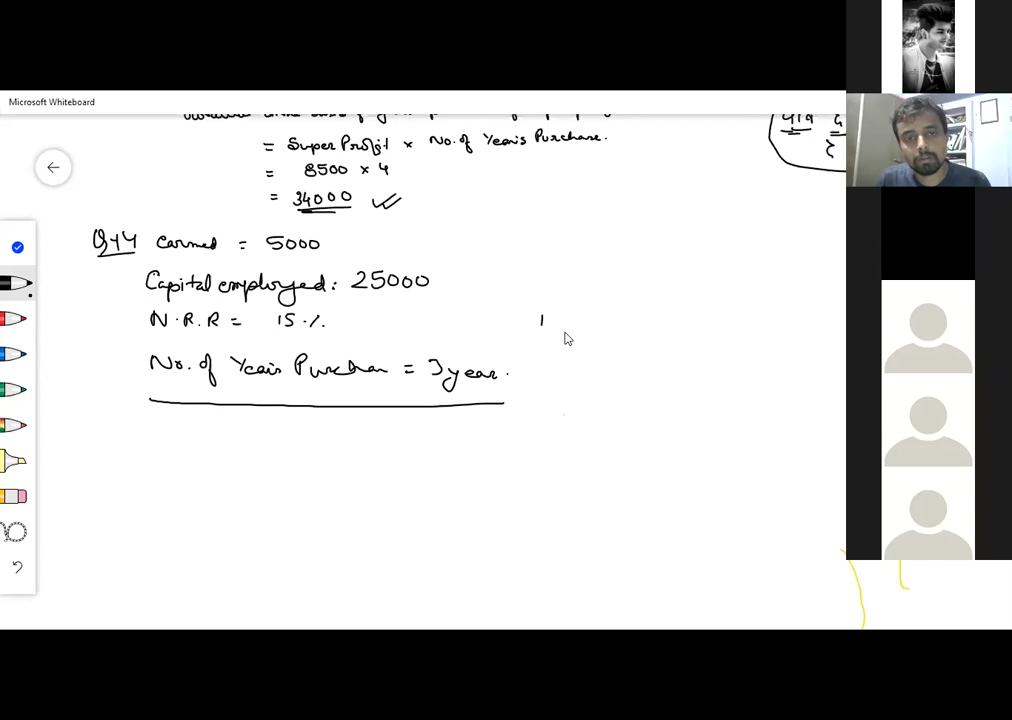 Microsoft Whiteboard
= Super Profit × No. of Year's Purchase.
= 8500 × 4
= 34000
Q44 Earned = 5000
Capital employed: 25000
N.R.R = 15 %.
No. of Year's Purchase = 3 year.